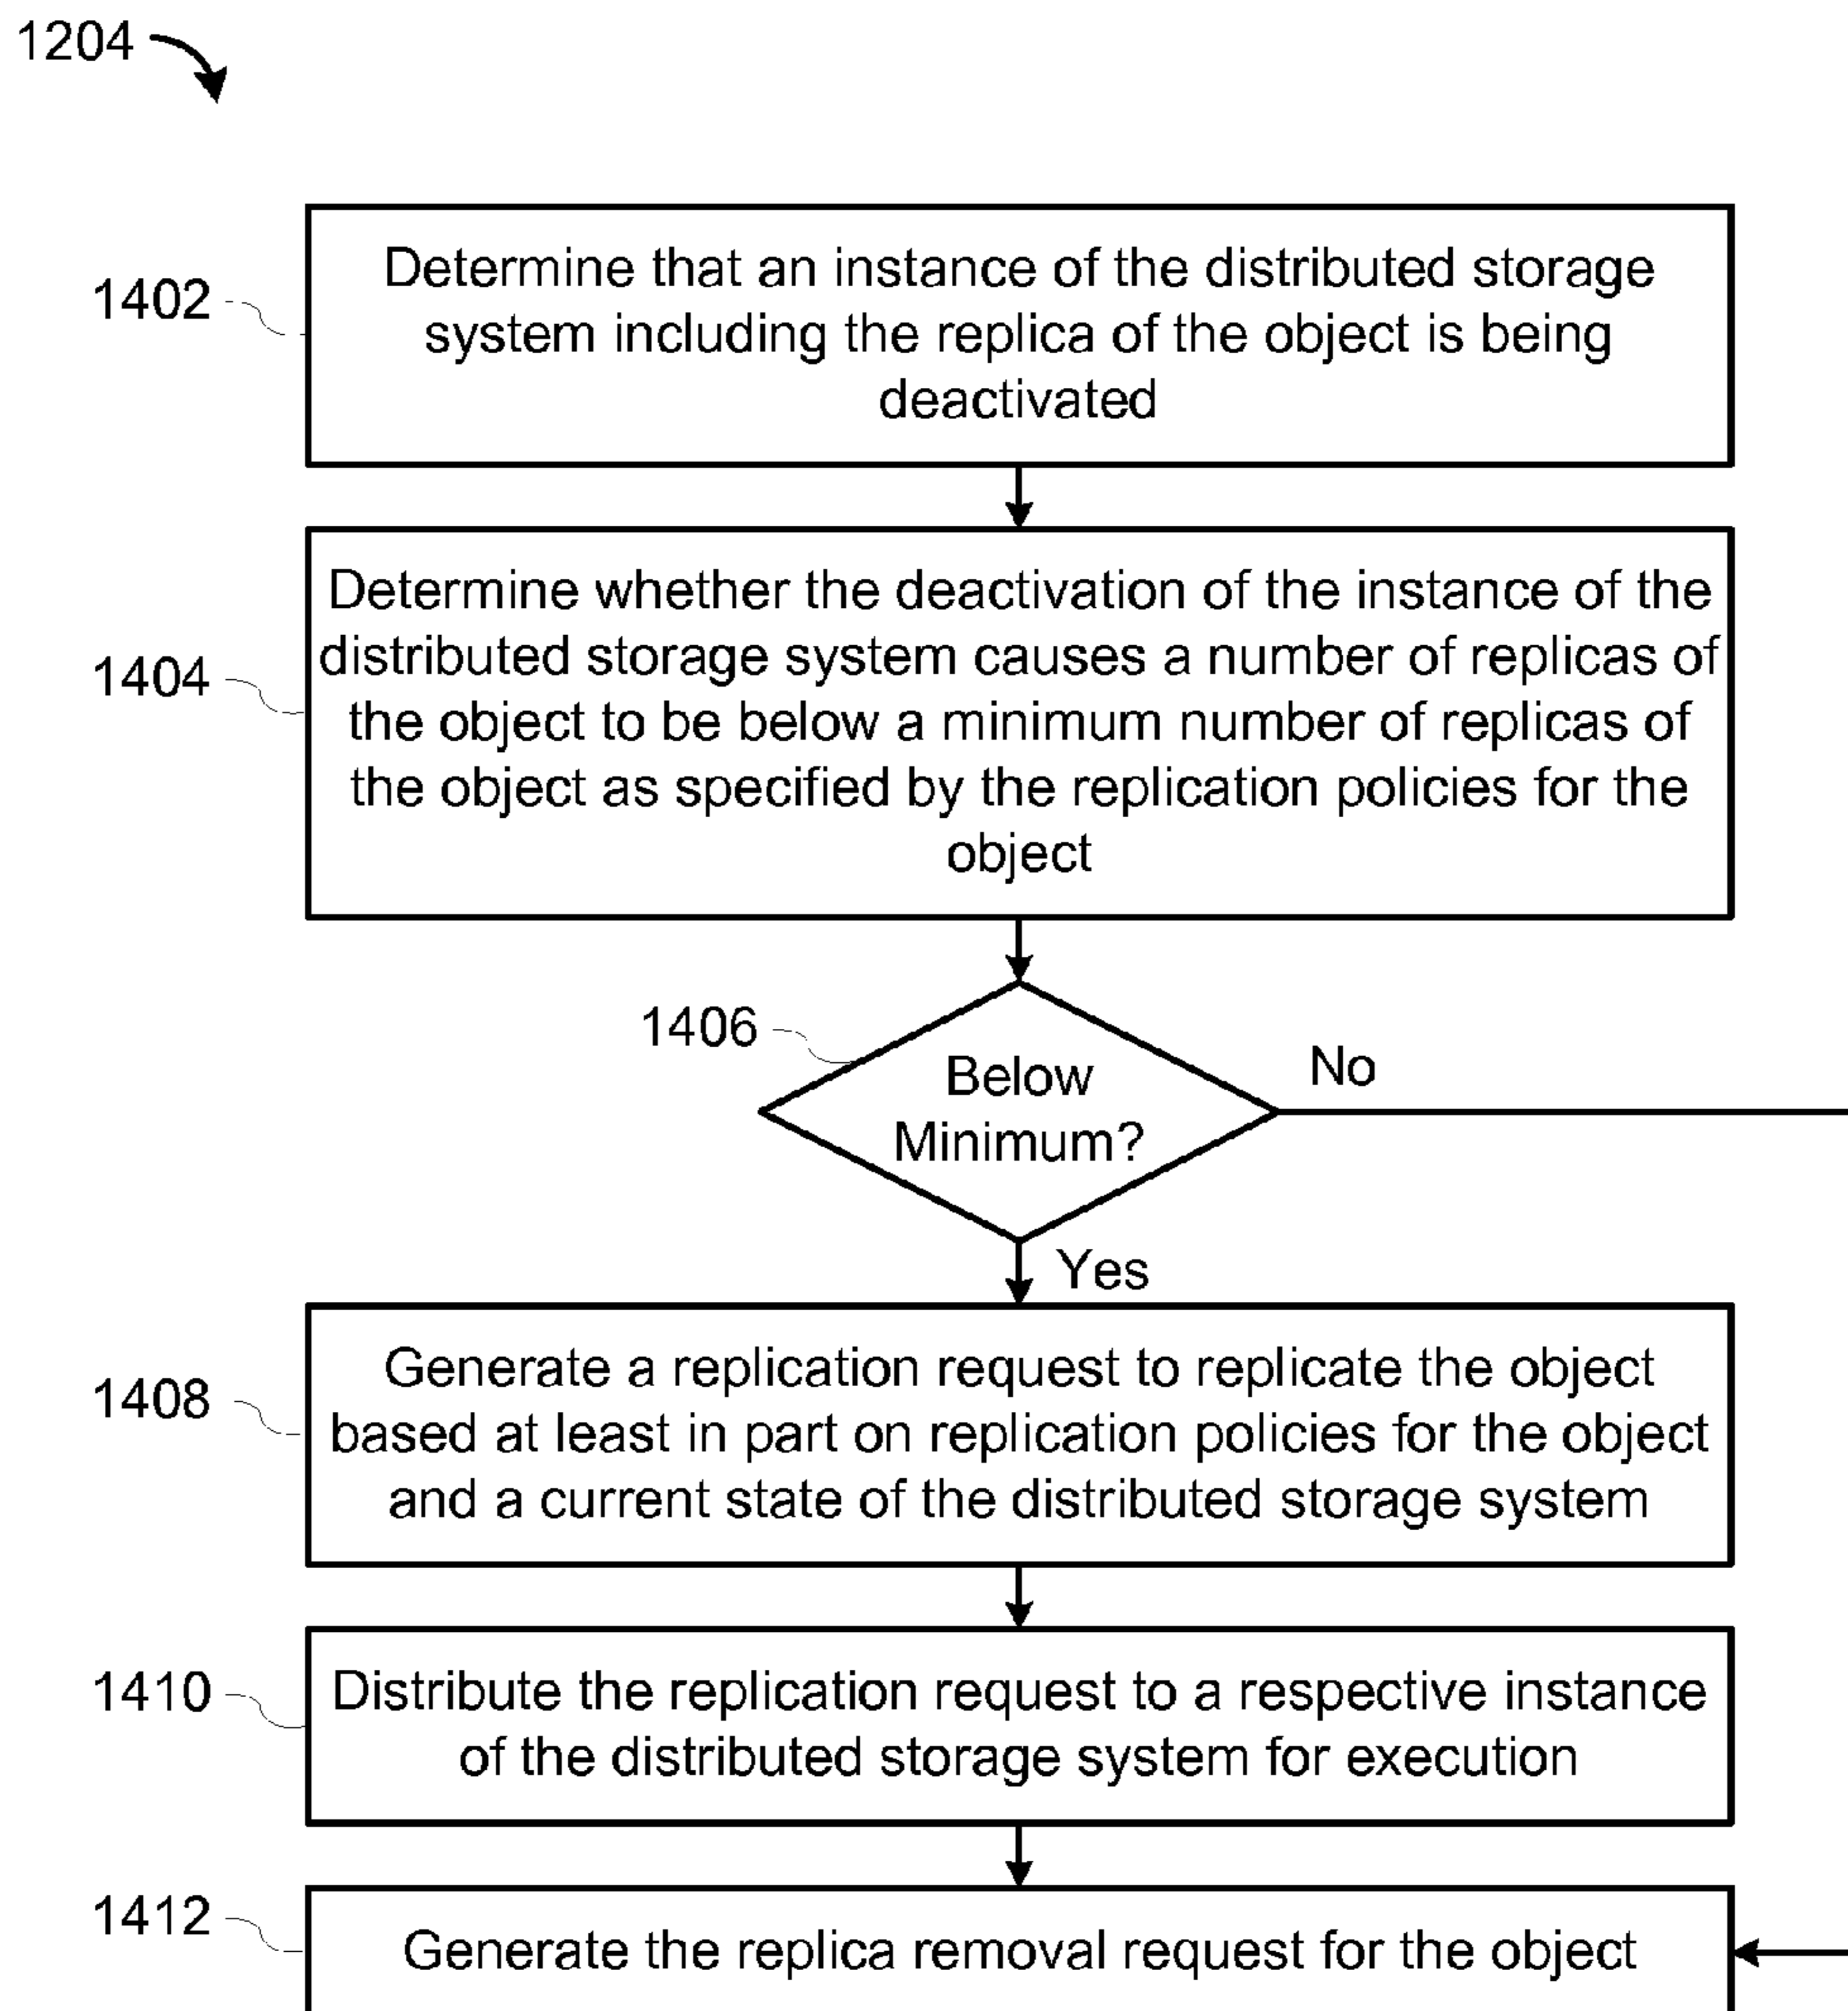 1204
1402
Determine that an instance of the distributed storage
system including the replica of the object is being
deactivated
1404
Determine whether the deactivation of the instance of the
distributed storage system causes a number of replicas of
the object to be below a minimum number of replicas of
the object as specified by the replication policies for the
object
1406
Below
Minimum?
No
Yes
1408
Generate a replication request to replicate the object
based at least in part on replication policies for the object
and a current state of the distributed storage system
1410
Distribute the replication request to a respective instance
of the distributed storage system for execution
1412
Generate the replica removal request for the object